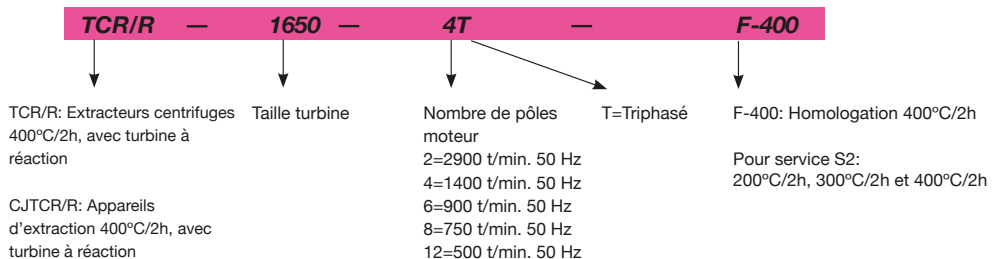 TCR/R — 1650 — 4T — F-400
TCR/R: Extracteurs centrifuges
400ºC/2h, avec turbine à
réaction
CJTCR/R: Appareils
d'extraction 400ºC/2h, avec
turbine à réaction
Taille turbine
Nombre de pôles
moteur
2=2900 t/min. 50 Hz
4=1400 t/min. 50 Hz
6=900 t/min. 50 Hz
8=750 t/min. 50 Hz
12=500 t/min. 50 Hz
T=Triphasé
F-400: Homologation 400ºC/2h
Pour service S2:
200ºC/2h, 300ºC/2h et 400ºC/2h